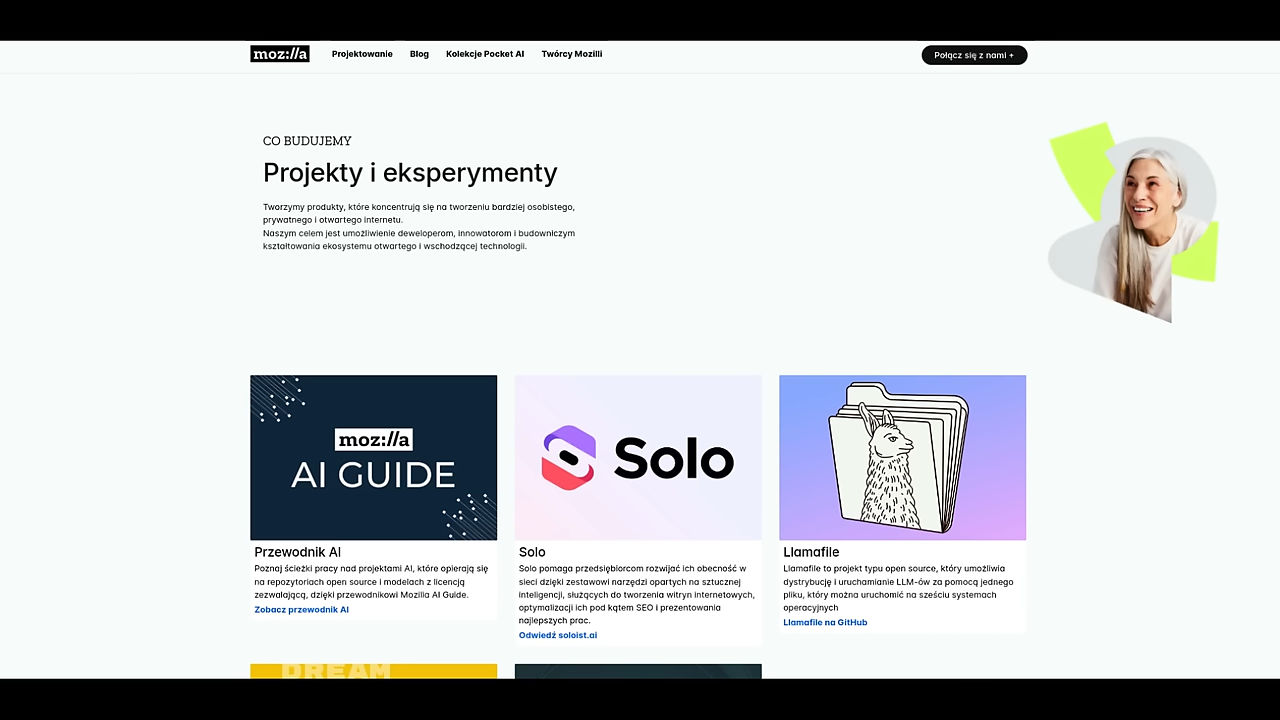 moz://a Projektowanie Blog Kolekcje Pocket AI Twórcy Mozilli Połącz się z nami +
CO BUDUJEMY
Projekty i eksperymenty
Tworzymy produkty, które koncentrują się na tworzeniu bardziej osobistego,
prywatnego i otwartego internetu.
Naszym celem jest umożliwienie deweloperom, innowatorom i budowniczym
kształtowania ekosystemu otwartego i wschodzącej technologii.
moz://a
AI GUIDE
Przewodnik AI
Poznaj ścieżki pracy nad projektami AI, które opierają się
na repozytoriach open source i modelach z licencją
zezwalającą, dzięki przewodnikowi Mozilla AI Guide.
Zobacz przewodnik AI
Solo
Solo
Solo pomaga przedsiębiorcom rozwijać ich obecność w
sieci dzięki zestawowi narzędzi opartych na sztucznej
inteligencji, służących do tworzenia witryn internetowych,
optymalizacji ich pod kątem SEO i prezentowania
najlepszych prac.
Odwiedź soloist.ai
Llamafile
Llamafile to projekt typu open source, który umożliwia
dystrybucję i uruchamianie LLM-ów za pomocą jednego
pliku, który można uruchomić na sześciu systemach
operacyjnych
Llamafile na GitHub
DREAM